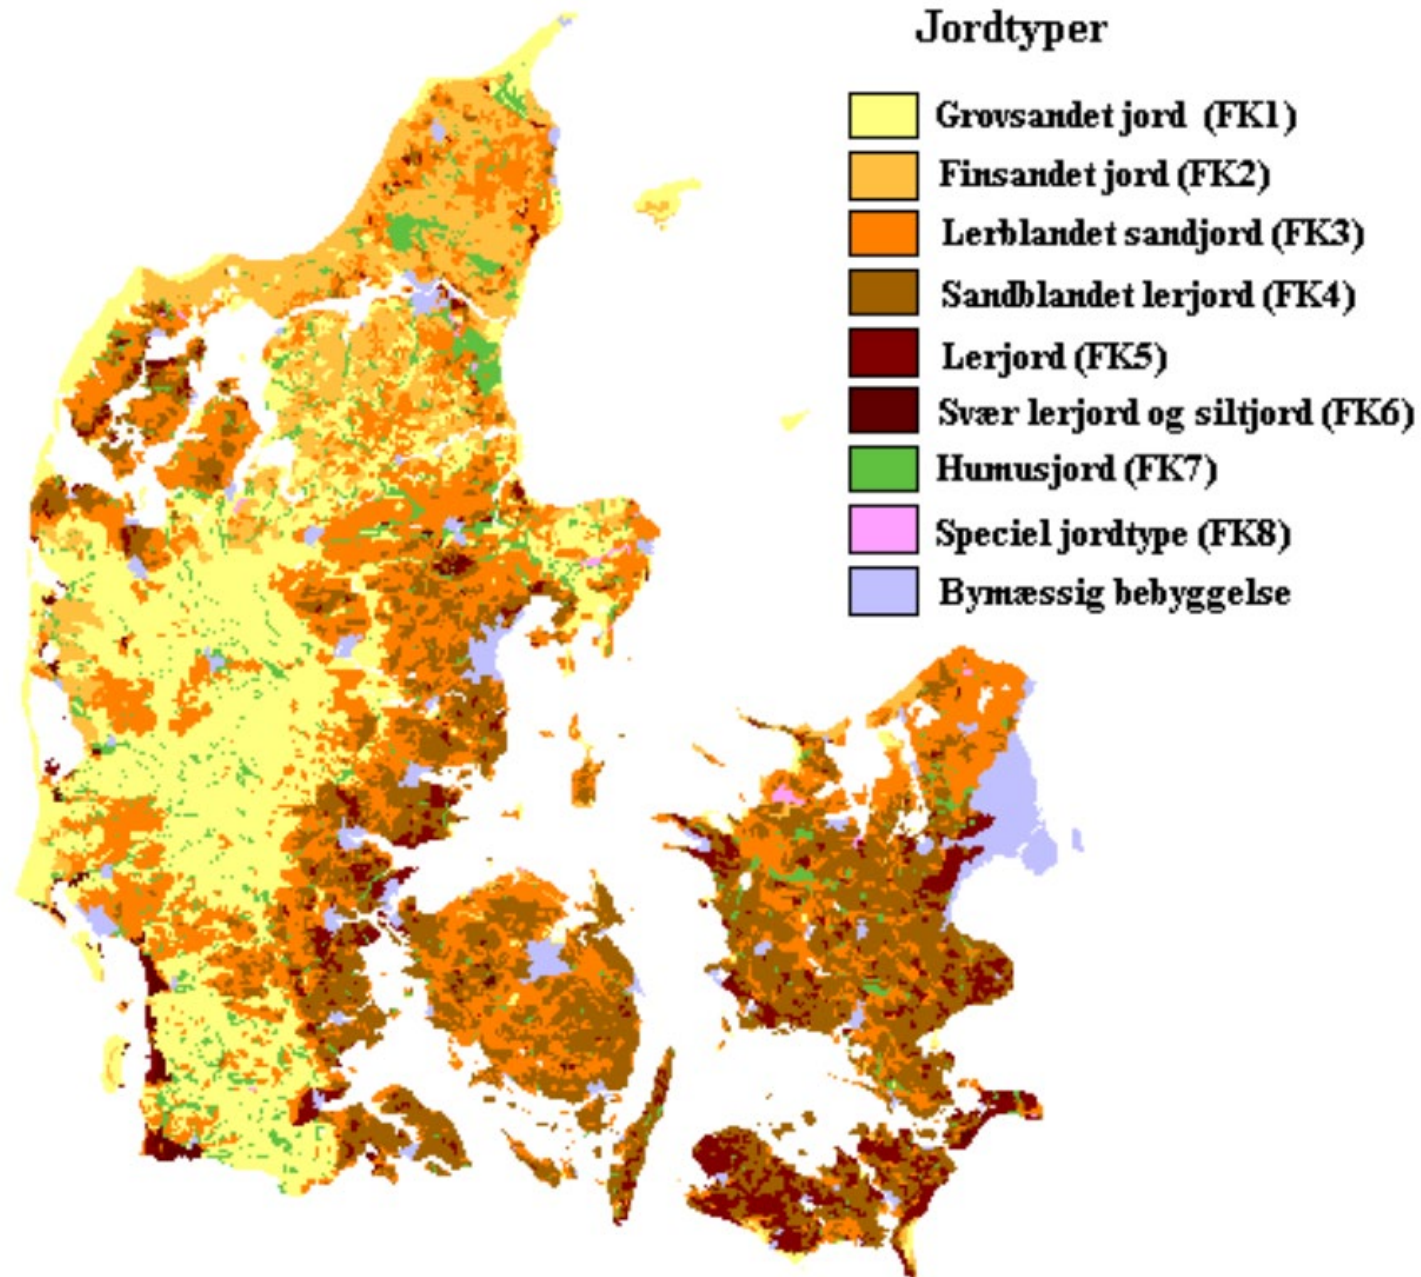 Jordtyper
Grovsandet jord (FK1)
Finsandet jord (FK2)
Lerblandet sandjord (FK3)
Sandblandet lerjord (FK4)
Lerjord (FK5)
Svær lerjord og siltjord (FK6)
Humusjord (FK7)
Speciel jordtype (FK8)
Bymæssig bebyggelse